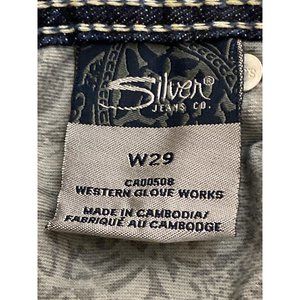 Silver®
JEANS CO.
W29
CA00508
WESTERN GLOVE WORKS
MADE IN CAMBODIA/
FABRIQUÉ AU CAMBODGE